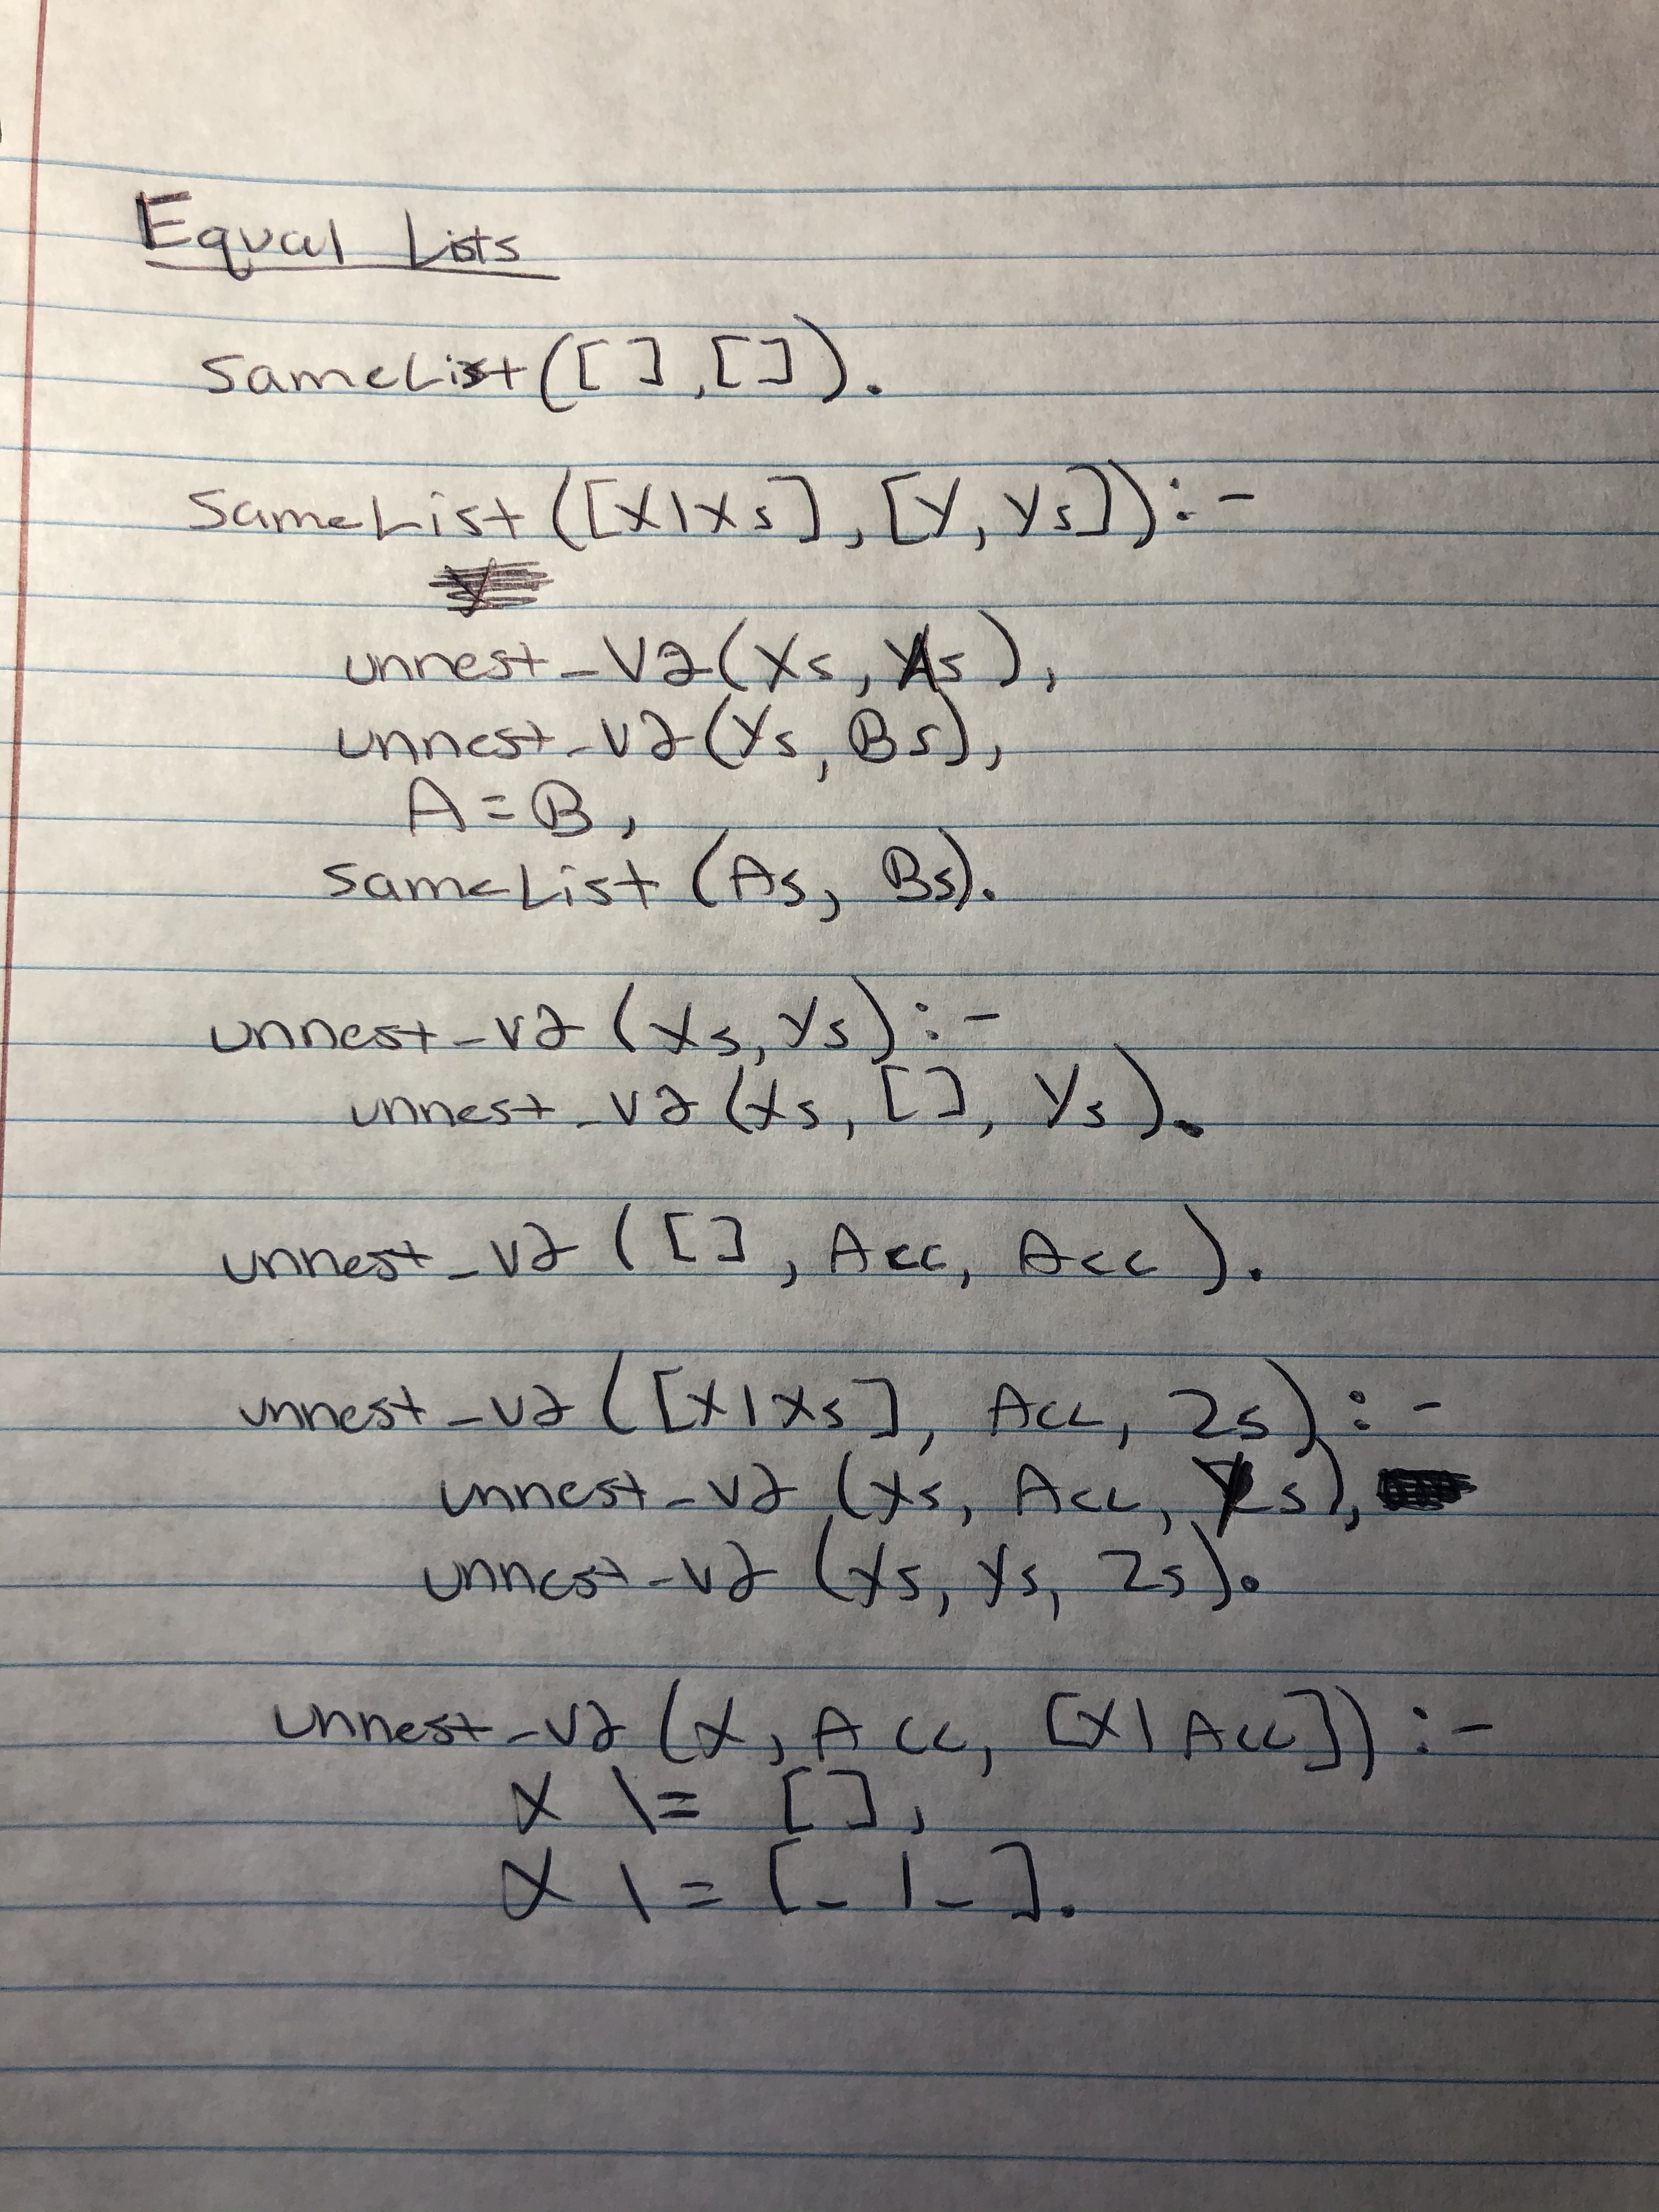 Equal Lists
sameList([],[]).
sameList([X|Xs],[Y,Ys]):-
unnest_v2(Xs,As),
unnest_v2(Ys,Bs),
A=B,
sameList(As, Bs).
unnest_v2(Xs,Ys):-
unnest_v2(Xs,[],Ys).
unnest_v2([],Acc,Acc).
unnest_v2([X|Xs],Acc,Zs):-
unnest_v2(Xs,Acc,Ys),
unnest_v2(Xs,Ys,Zs).
unnest_v2(X,Acc,[X|Acc]):-
X \= [],
X \= [_|_].